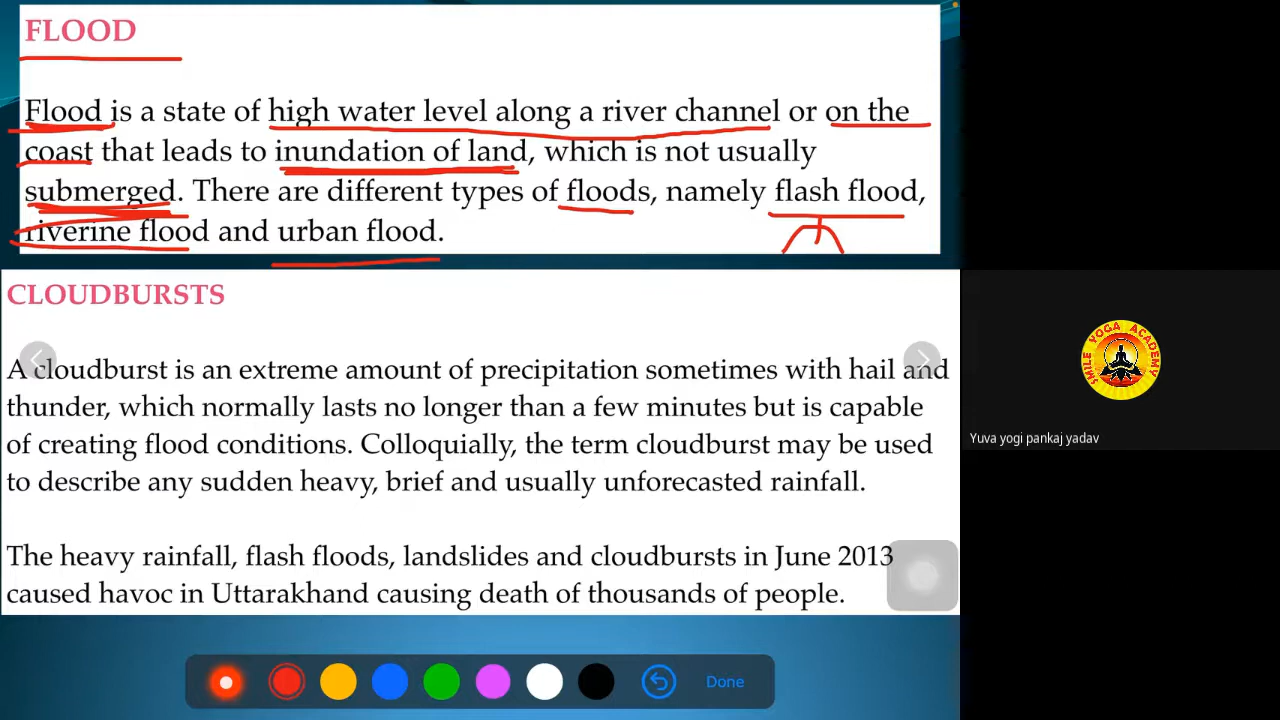 FLOOD
Flood is a state of high water level along a river channel or on the
coast that leads to inundation of land, which is not usually
submerged. There are different types of floods, namely flash flood,
riverine flood and urban flood.
CLOUDBURSTS
A cloudburst is an extreme amount of precipitation sometimes with hail and
thunder, which normally lasts no longer than a few minutes but is capable
of creating flood conditions. Colloquially, the term cloudburst may be used
to describe any sudden heavy, brief and usually unforecasted rainfall.
The heavy rainfall, flash floods, landslides and cloudbursts in June 2013
caused havoc in Uttarakhand causing death of thousands of people.
Done
SMILE YOGA ACADEMY
Yuva yogi pankaj yadav